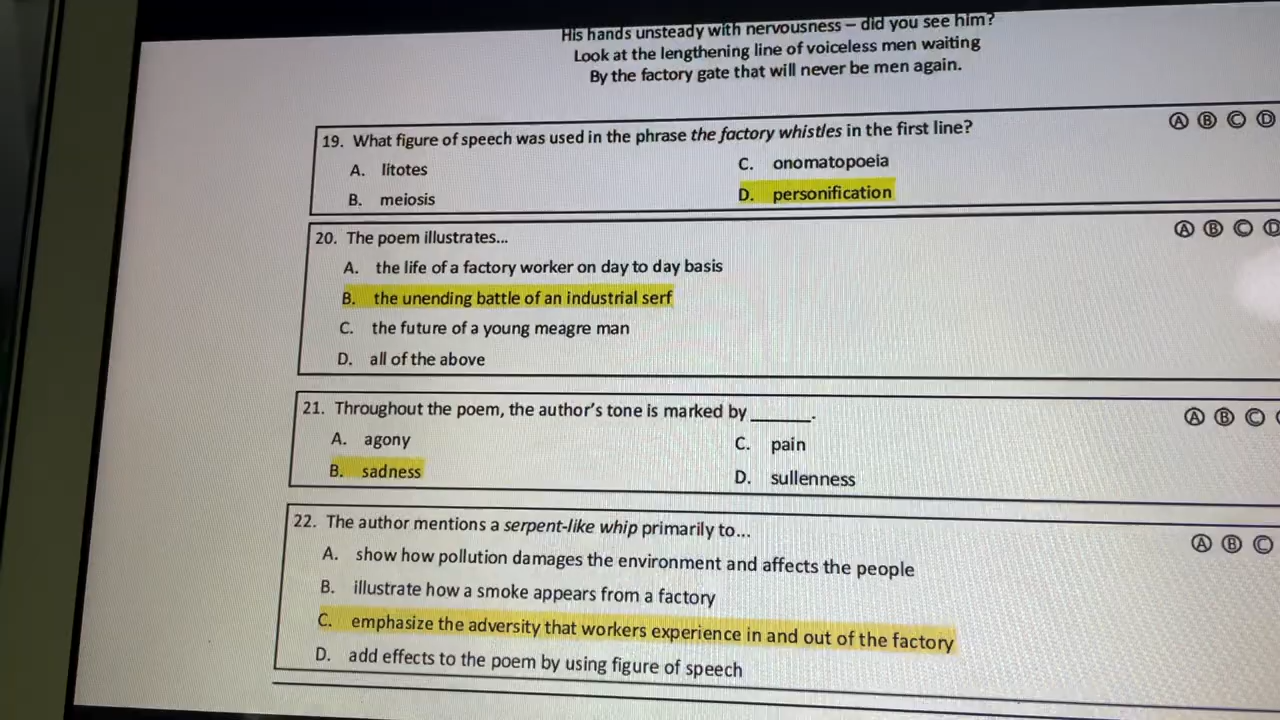 His hands unsteady with nervousness – did you see him?
Look at the lengthening line of voiceless men waiting
By the factory gate that will never be men again.
19. What figure of speech was used in the phrase the factory whistles in the first line?
Ⓐ Ⓑ Ⓒ Ⓓ
A. litotes
C. onomatopoeia
B. meiosis
D. personification
20. The poem illustrates...
Ⓐ Ⓑ Ⓒ Ⓓ
A. the life of a factory worker on day to day basis
B. the unending battle of an industrial serf
C. the future of a young meagre man
D. all of the above
21. Throughout the poem, the author's tone is marked by ______.
Ⓐ Ⓑ Ⓒ
A. agony
C. pain
B. sadness
D. sullenness
22. The author mentions a serpent-like whip primarily to...
Ⓐ Ⓑ Ⓒ
A. show how pollution damages the environment and affects the people
B. illustrate how a smoke appears from a factory
C. emphasize the adversity that workers experience in and out of the factory
D. add effects to the poem by using figure of speech